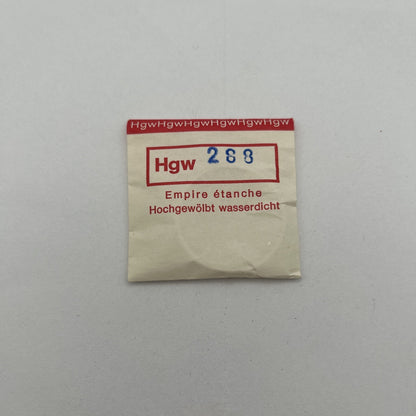 HgwHgwHgwHgwHgwHgw
Hgw 288
Empire étanche
Hochgewölbt wasserdicht